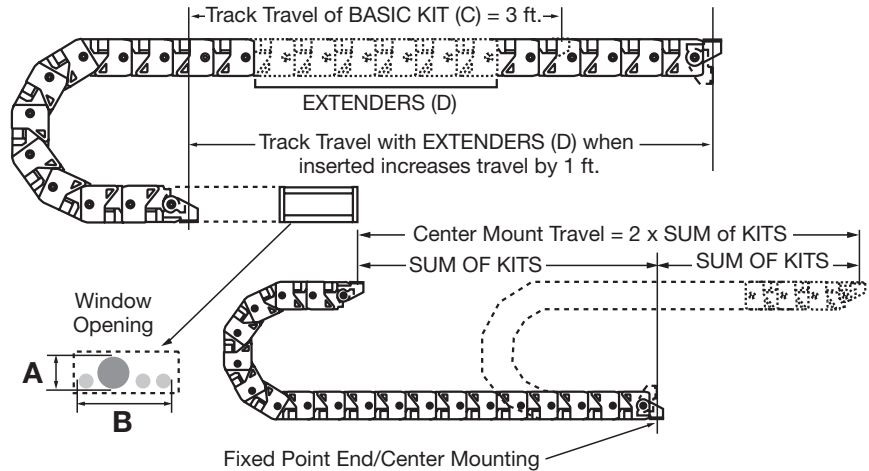 Track Travel of BASIC KIT (C) = 3 ft.
EXTENDERS (D)
Track Travel with EXTENDERS (D) when
inserted increases travel by 1 ft.
Center Mount Travel = 2 x SUM of KITS
SUM OF KITS
SUM OF KITS
Window
Opening
A
B
Fixed Point End/Center Mounting